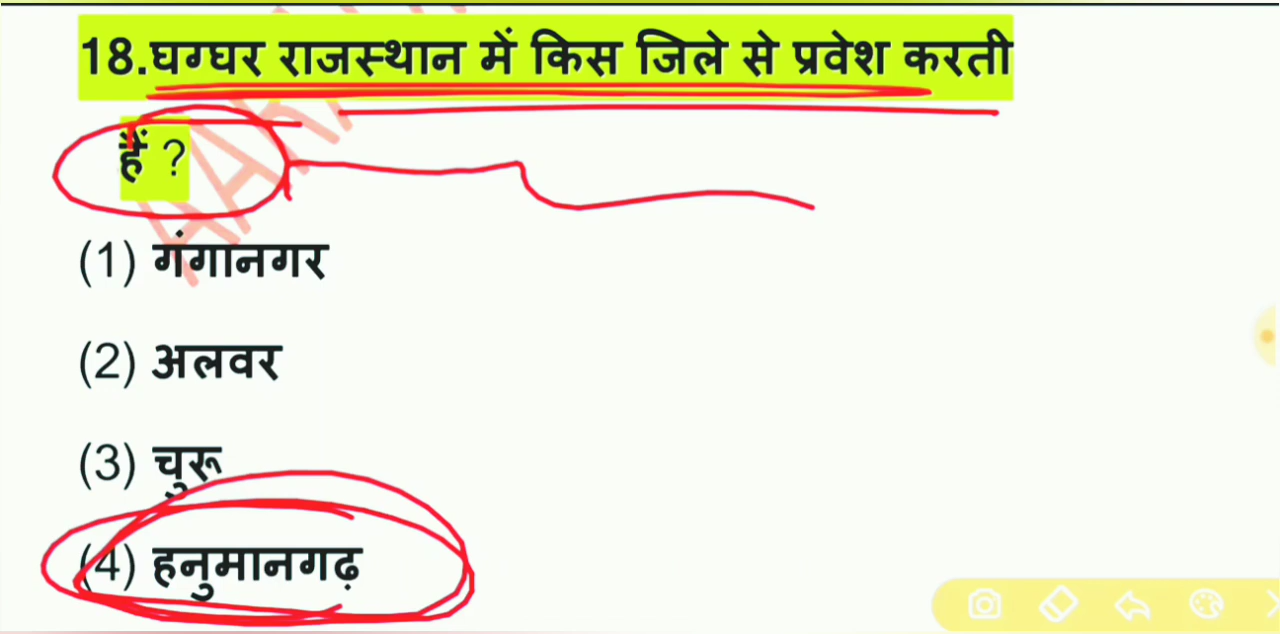 18.घग्घर राजस्थान में किस जिले से प्रवेश करती
हैं ?
(1) गंगानगर
(2) अलवर
(3) चुरू
(4) हनुमानगढ़